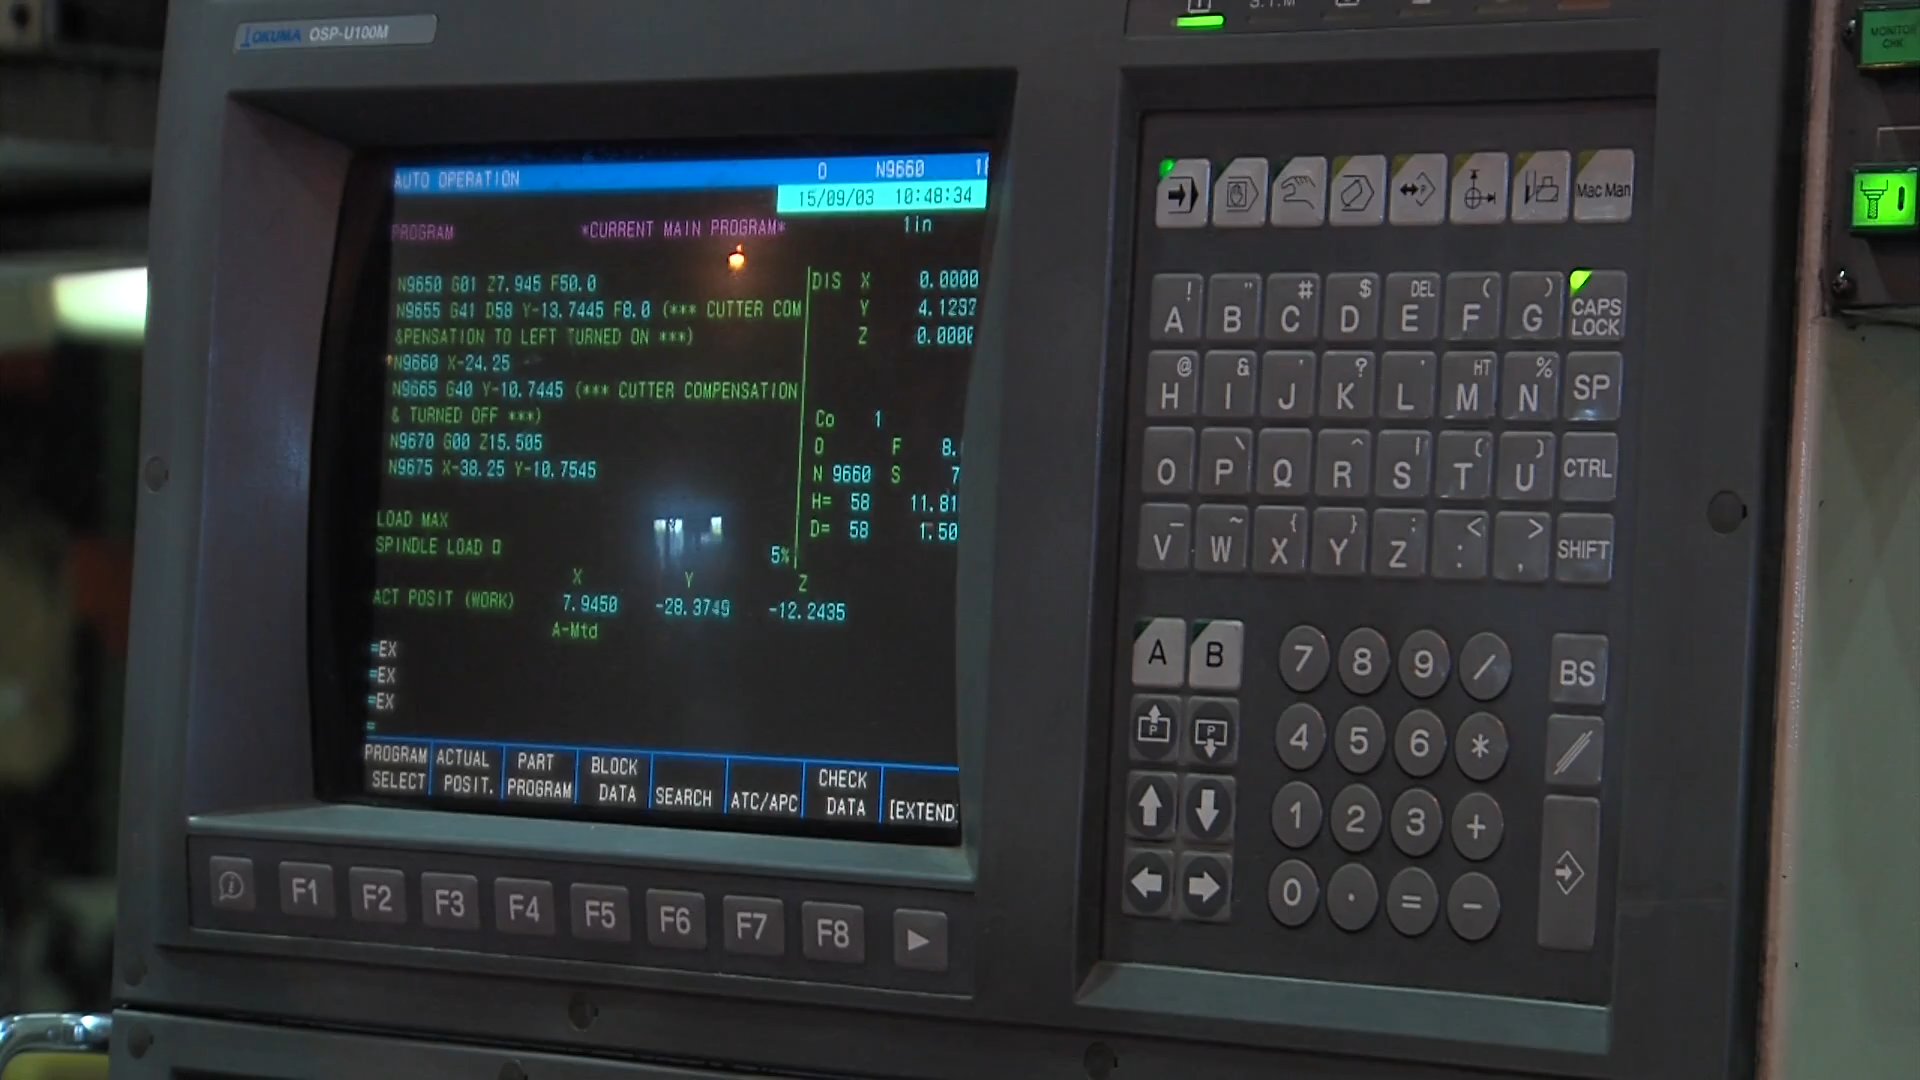 OKUMA OSP-U100M
MONITOR
CHK
AUTO OPERATION O N9660
15/09/03 10:48:34
PROGRAM *CURRENT MAIN PROGRAM* 1in
N9650 G01 Z7.945 F50.0
N9655 G41 D58 Y-13.7445 F8.0 (*** CUTTER COM
&PENSATION TO LEFT TURNED ON ***)
N9660 X-24.25
N9665 G40 Y-10.7445 (*** CUTTER COMPENSATION
& TURNED OFF ***)
N9670 G00 Z15.505
N9675 X-38.25 Y-10.7545
DIS X 0.0000
Y 4.1237
Z 0.0000
Co 1
O F 8.
N 9660 S 7
H= 58 11.81
D= 58 1.50
LOAD MAX
SPINDLE LOAD 5%
X Y Z
ACT POSIT (WORK) 7.9450 -28.3745 -12.2435
A-Mtd
=EX
=EX
=EX
=
PROGRAM SELECT
ACTUAL POSIT.
PART PROGRAM
BLOCK DATA
SEARCH
ATC/APC
CHECK DATA
[EXTEND]
F1 F2 F3 F4 F5 F6 F7 F8
Mac Man
A ! B " C # D $ E DEL F ( G ) CAPS LOCK
H @ I & J ' K ? L M HT N % SP
O P \ Q R ^ S | T U CTRL
V W ~ X { Y } Z ; : < , > SHIFT
A B 7 8 9 / BS
P P 4 5 6 *
1 2 3 +
0 . = -